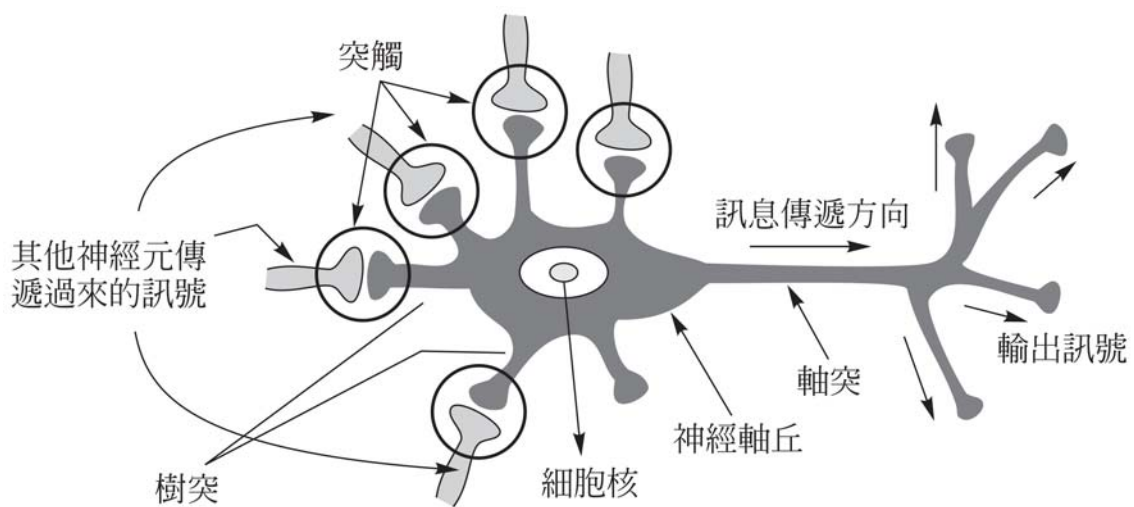 突觸
訊息傳遞方向
其他神經元傳
遞過來的訊號
輸出訊號
軸突
神經軸丘
細胞核
樹突